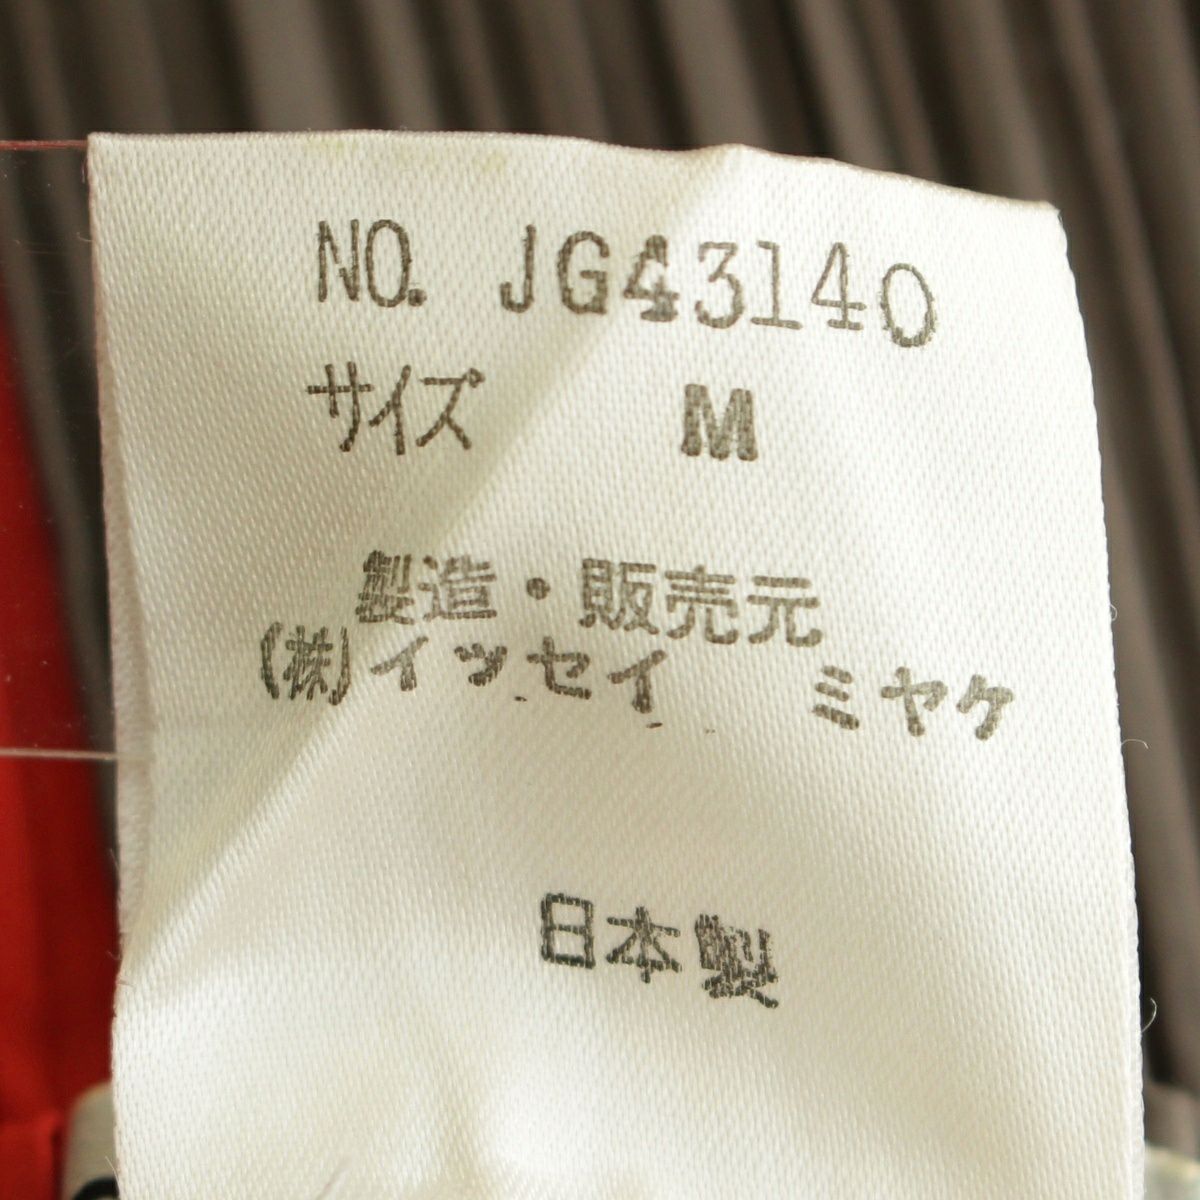 NO. JG43140
サイズ M
製造・販売元
(株)イッセイ ミヤケ
日本製